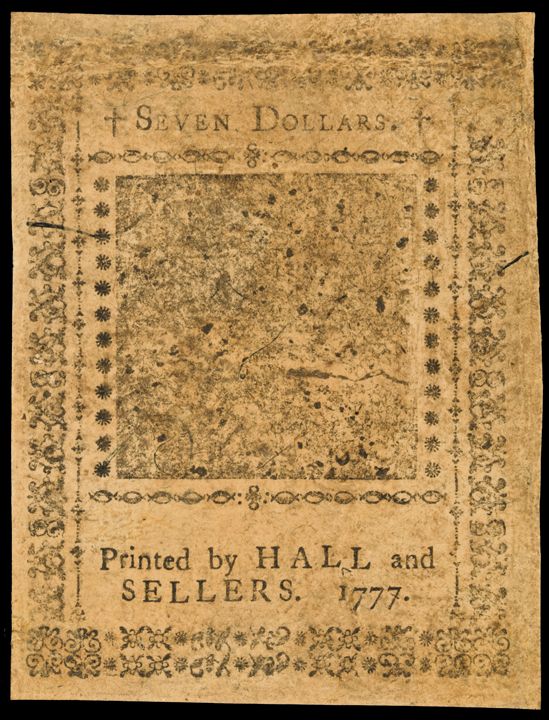 † SEVEN DOLLARS. †
Printed by HALL and
SELLERS. 1777.